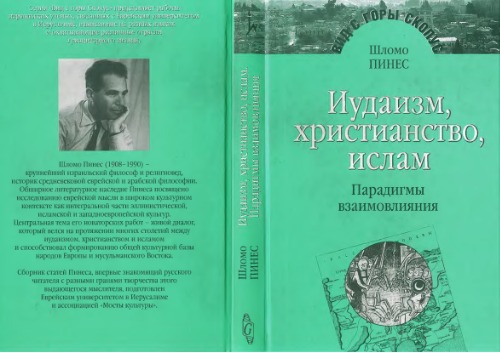 Шломо Пинес (1908–1990) –
крупнейший израильский философ и религиовед,
историк средневековой еврейской и арабской философии.
Обширное литературное наследие Пинеса посвящено
исследованию еврейской мысли в широком культурном
контексте как интегральной части эллинистической,
исламской и западноевропейской культур.
Центральная тема его новаторских работ – живой диалог,
который велся на протяжении многих столетий между
иудаизмом, христианством и исламом
и способствовал формированию общей культурной базы
народов Европы и мусульманского Востока.
Сборник статей Пинеса, впервые знакомящий русского
читателя с разными гранями творчества этого
выдающегося мыслителя, подготовлен
Еврейским университетом в Иерусалиме
и ассоциацией «Мосты культуры».
Шломо
ПИНЕС
Иудаизм, христианство, ислам.
Парадигмы взаимовлияния
С ГОРЫ СКОПУС
Шломо
ПИНЕС
Иудаизм,
христианство,
ислам
Парадигмы
взаимовлияния